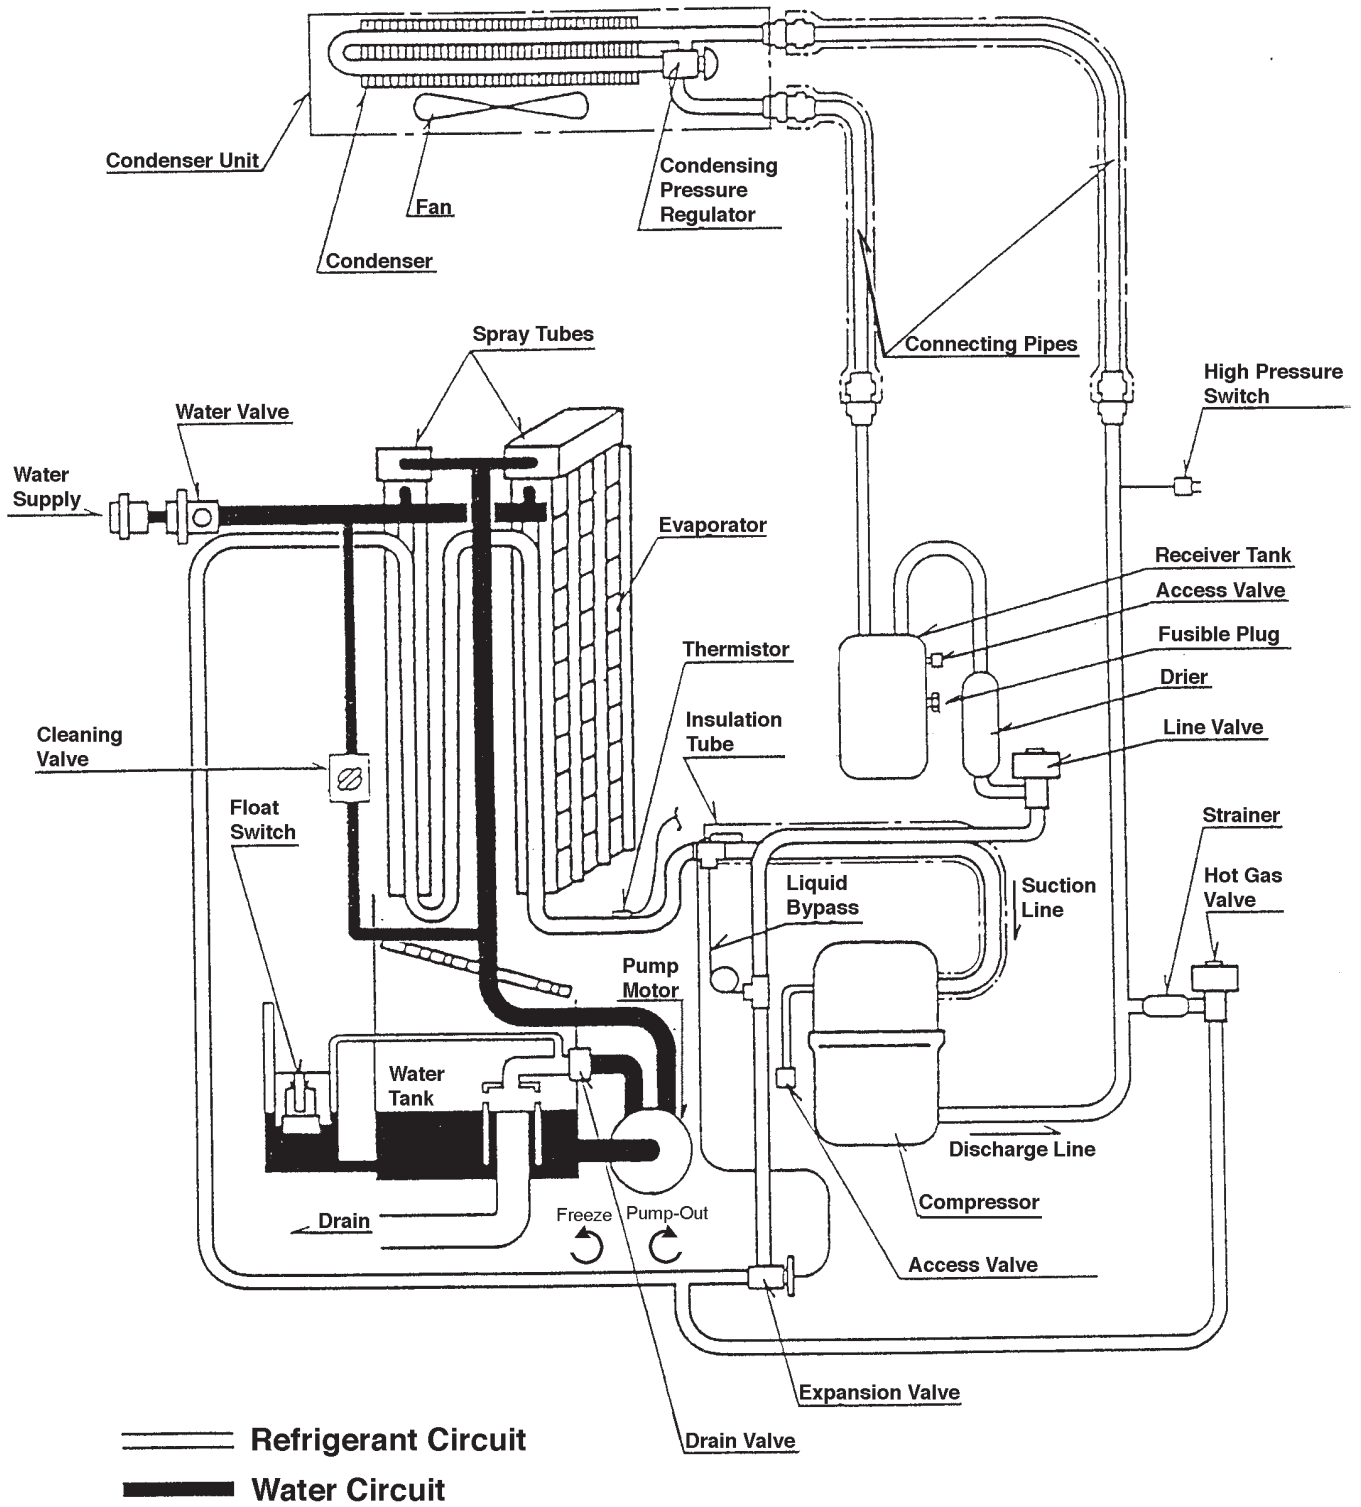 Condenser Unit
Fan
Condenser
Condensing
Pressure
Regulator
Connecting Pipes
Spray Tubes
High Pressure
Switch
Water Valve
Water
Supply
Evaporator
Receiver Tank
Access Valve
Fusible Plug
Thermistor
Drier
Insulation
Tube
Line Valve
Cleaning
Valve
Float
Switch
Strainer
Hot Gas
Valve
Liquid
Bypass
Suction
Line
Pump
Motor
Water
Tank
Discharge Line
Compressor
Drain
Freeze
Pump-Out
Access Valve
Expansion Valve
Drain Valve
Refrigerant Circuit
Water Circuit